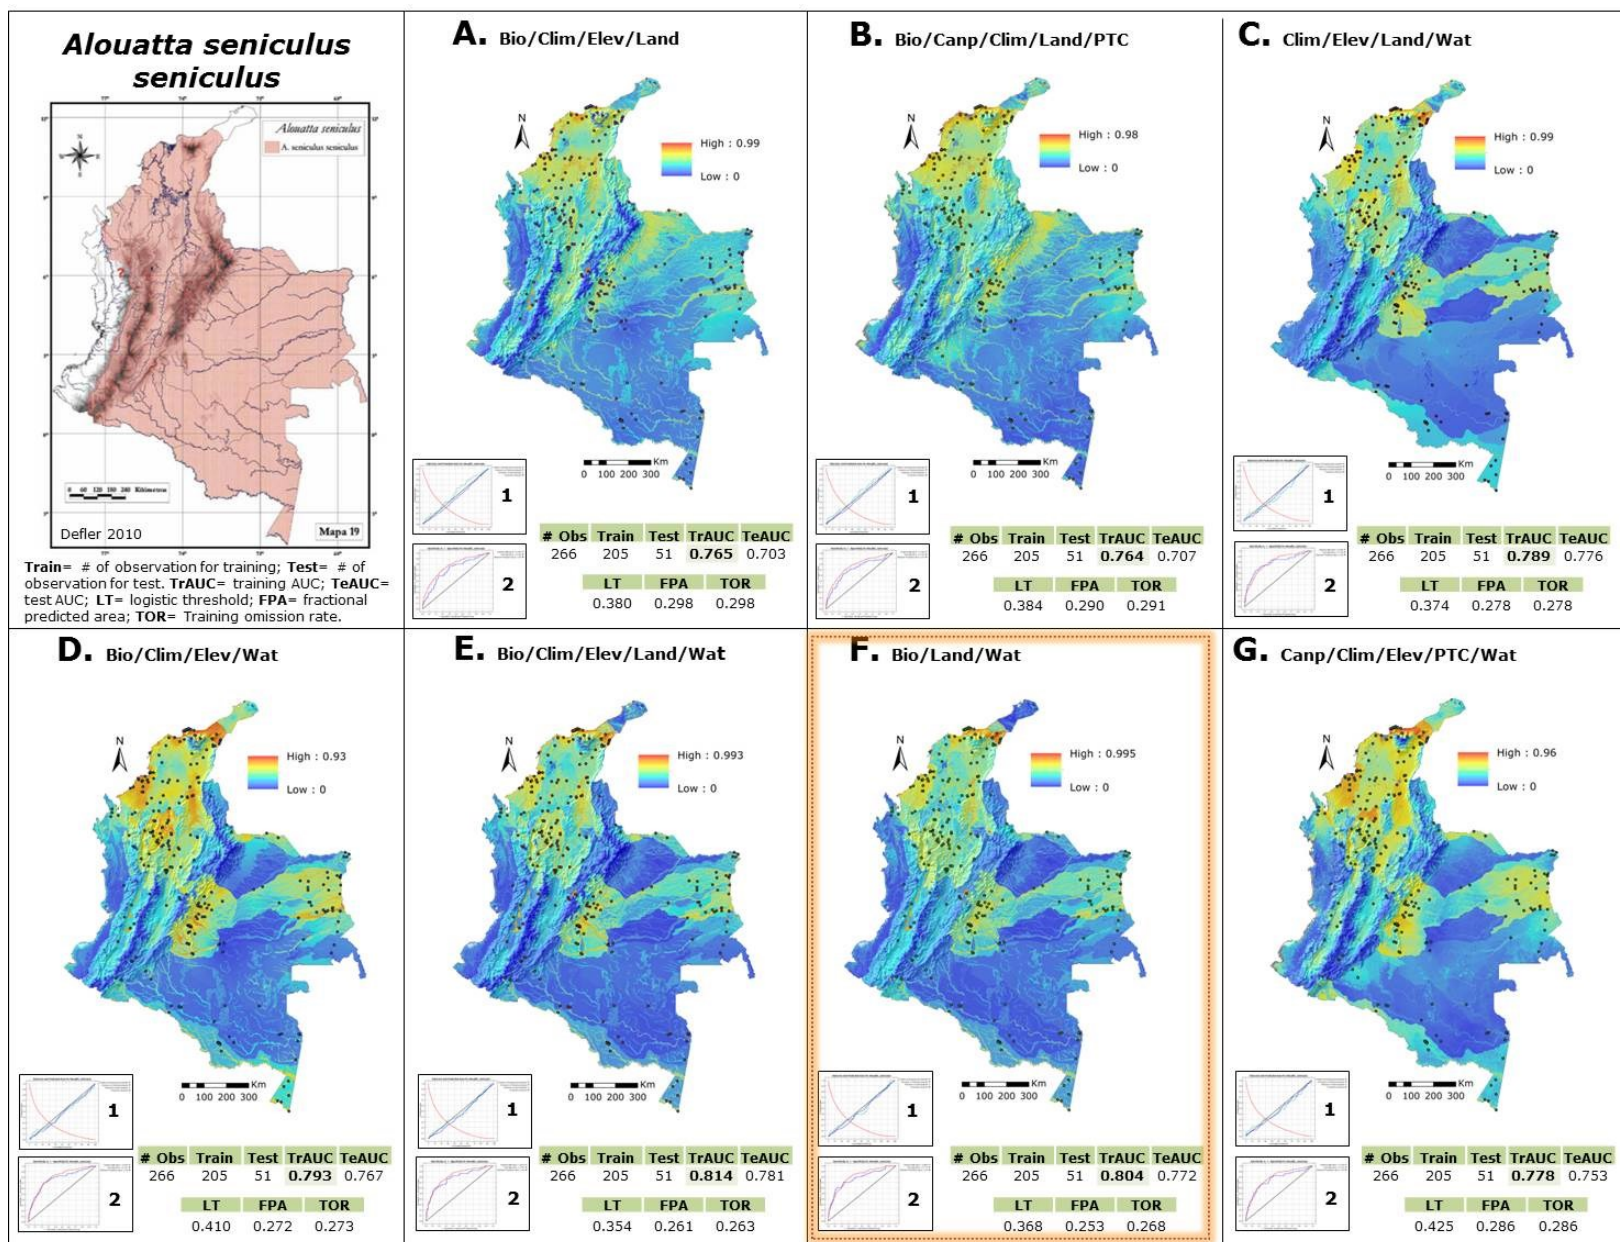 Alouatta seniculus
seniculus
Alouatta seniculus
A. seniculus seniculus
N
W
E
S
?
0 60 120 180 240 Kilómetros
Defler 2010
Mapa 19
Train= # of observation for training; Test= #
of observation for test. TrAUC= training AUC; TeAUC=
test AUC; LT= logistic threshold; FPA= fractional
predicted area; TOR= Training omission rate.
A. Bio/Clim/Elev/Land
N
High : 0.99
Low : 0
Km
0 100 200 300
1
2
# Obs Train Test TrAUC TeAUC
266 205 51 0.765 0.703
LT FPA TOR
0.380 0.298 0.298
B. Bio/Canp/Clim/Land/PTC
N
High : 0.98
Low : 0
Km
0 100 200 300
1
2
# Obs Train Test TrAUC TeAUC
266 205 51 0.764 0.707
LT FPA TOR
0.384 0.290 0.291
C. Clim/Elev/Land/Wat
N
High : 0.99
Low : 0
Km
0 100 200 300
1
2
# Obs Train Test TrAUC TeAUC
266 205 51 0.789 0.776
LT FPA TOR
0.374 0.278 0.278
D. Bio/Clim/Elev/Wat
N
High : 0.93
Low : 0
Km
0 100 200 300
1
2
# Obs Train Test TrAUC TeAUC
266 205 51 0.793 0.767
LT FPA TOR
0.410 0.272 0.273
E. Bio/Clim/Elev/Land/Wat
N
High : 0.993
Low : 0
Km
0 100 200 300
1
2
# Obs Train Test TrAUC TeAUC
266 205 51 0.814 0.781
LT FPA TOR
0.354 0.261 0.263
F. Bio/Land/Wat
N
High : 0.995
Low : 0
Km
0 100 200 300
1
2
# Obs Train Test TrAUC TeAUC
266 205 51 0.804 0.772
LT FPA TOR
0.368 0.253 0.268
G. Canp/Clim/Elev/PTC/Wat
N
High : 0.96
Low : 0
Km
0 100 200 300
1
2
# Obs Train Test TrAUC TeAUC
266 205 51 0.778 0.753
LT FPA TOR
0.425 0.286 0.286